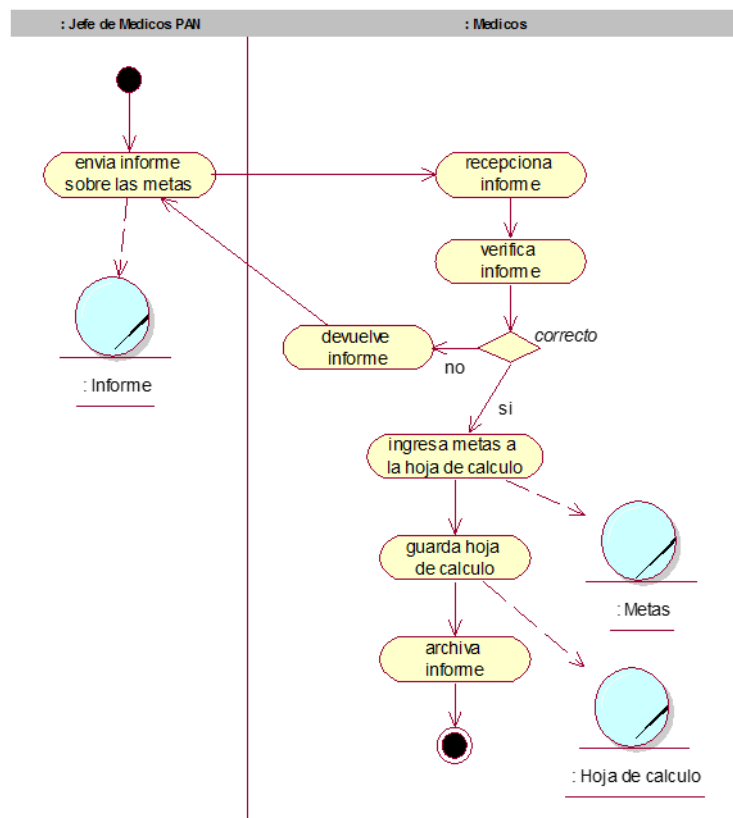 : Jefe de Medicos PAN
: Medicos
envia informe
sobre las metas
recepciona
informe
verifica
informe
correcto
devuelve
informe
no
si
: Informe
ingresa metas a
la hoja de calculo
guarda hoja
de calculo
: Metas
archiva
informe
: Hoja de calculo